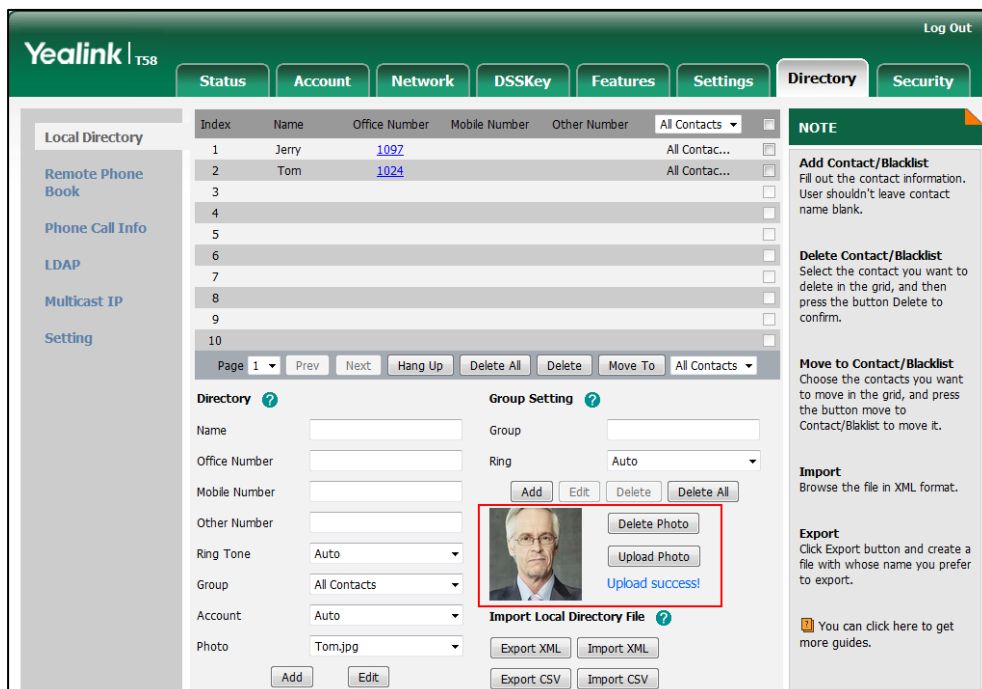 Log Out
Yealink T58
Status Account Network DSSKey Features Settings Directory Security
Local Directory
Remote Phone
Book
Phone Call Info
LDAP
Multicast IP
Setting
Index Name Office Number Mobile Number Other Number All Contacts
1 Jerry 1097 All Contac...
2 Tom 1024 All Contac...
3
4
5
6
7
8
9
10
Page 1 Prev Next Hang Up Delete All Delete Move To All Contacts
Directory ?
Name
Office Number
Mobile Number
Other Number
Ring Tone Auto
Group All Contacts
Account Auto
Photo Tom.jpg
Add Edit
Group Setting ?
Group
Ring Auto
Add Edit Delete Delete All
Delete Photo
Upload Photo
Upload success!
Import Local Directory File ?
Export XML Import XML
Export CSV Import CSV
NOTE
Add Contact/Blacklist
Fill out the contact information.
User shouldn't leave contact
name blank.
Delete Contact/Blacklist
Select the contact you want to
delete in the grid, and then
press the button Delete to
confirm.
Move to Contact/Blacklist
Choose the contacts you want
to move in the grid, and press
the button move to
Contact/Blaklist to move it.
Import
Browse the file in XML format.
Export
Click Export button and create a
file with whose name you prefer
to export.
? You can click here to get
more guides.